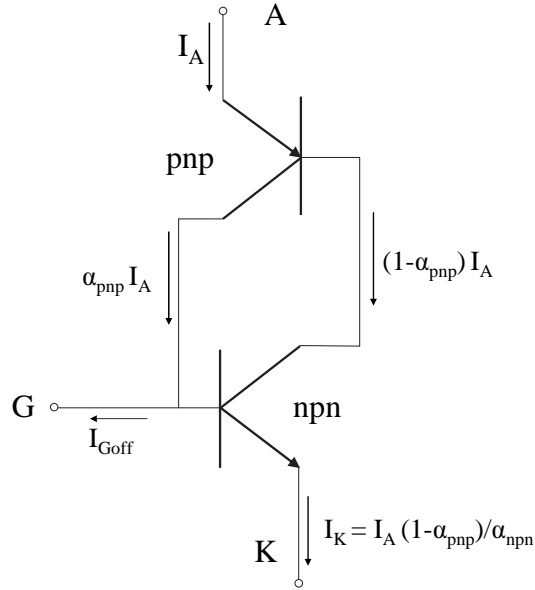 A
I_A
pnp
α_pnp I_A
(1-α_pnp) I_A
G
npn
I_Goff
I_K = I_A (1-α_pnp)/α_npn
K